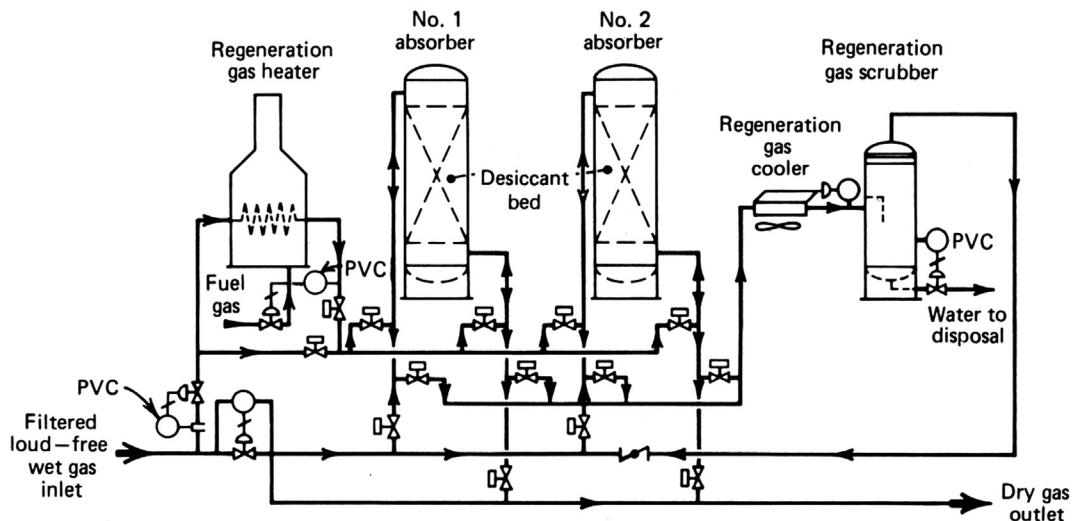 Regeneration
gas heater
No. 1
absorber
No. 2
absorber
Regeneration
gas scrubber
Regeneration
gas
cooler
Desiccant
bed
PVC
Fuel
gas
PVC
Water to
disposal
PVC
Filtered
loud–free
wet gas
inlet
Dry gas
outlet